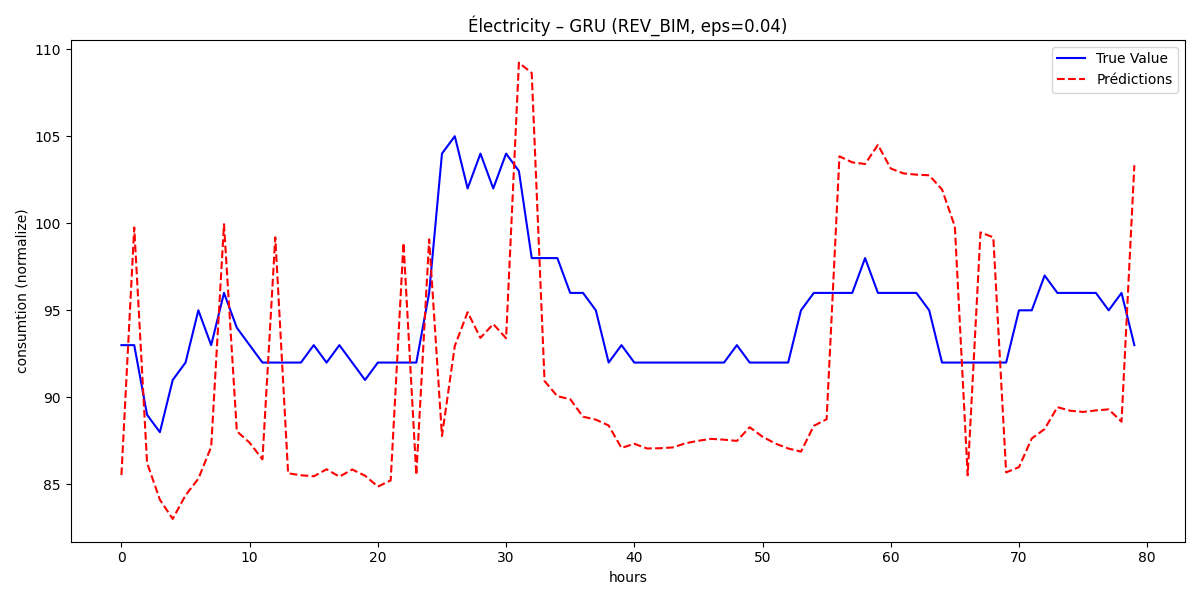 Électricity – GRU (REV_BIM, eps=0.04)
True Value
Prédictions
consumtion (normalize)
110
105
100
95
90
85
0 10 20 30 40 50 60 70 80
hours